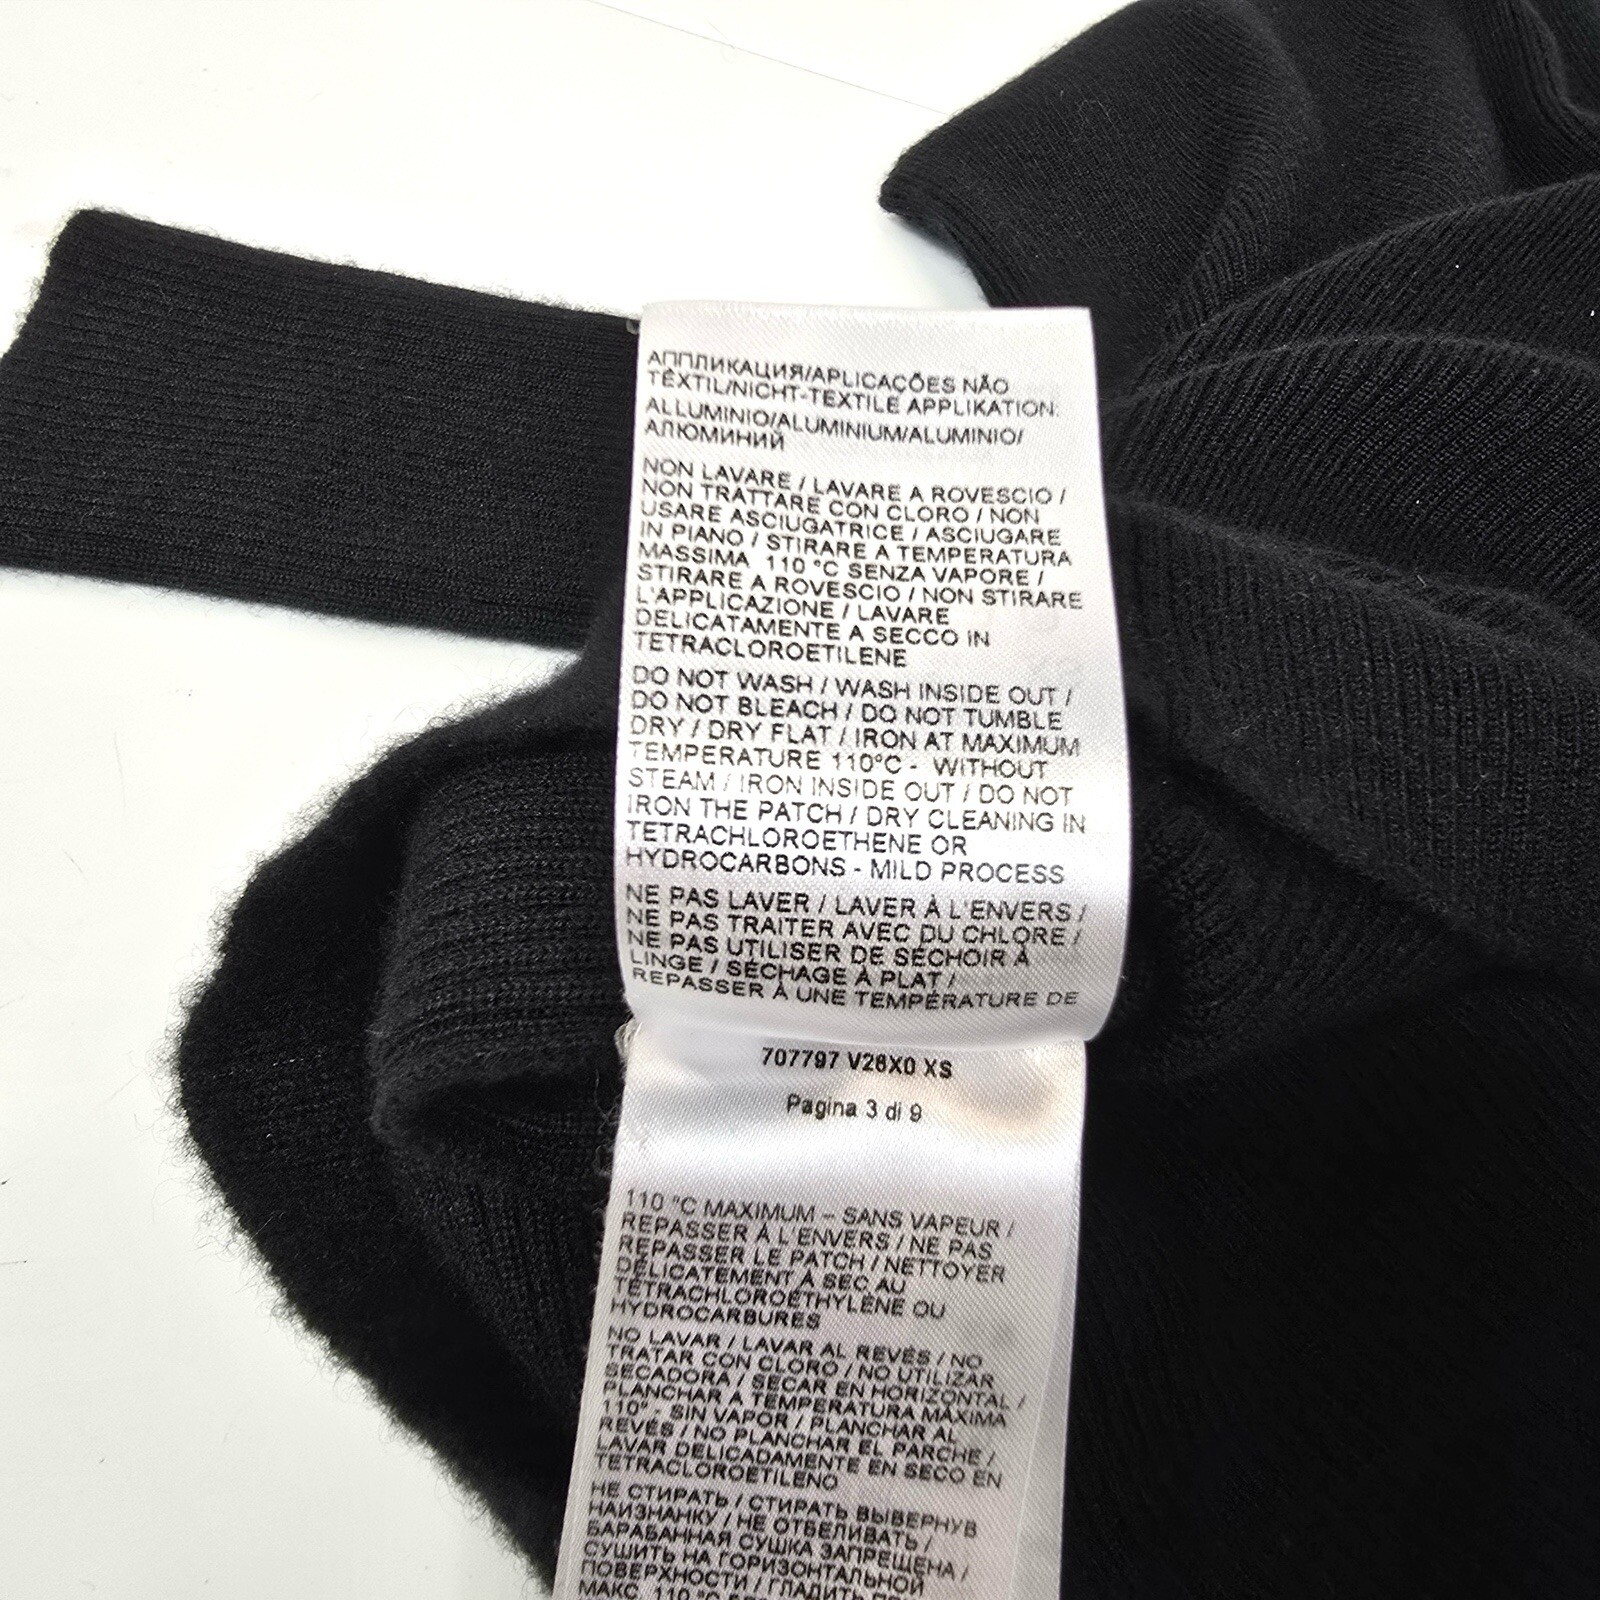 АППЛИКАЦИЯ/APLICAÇÕES NÃO
TÊXTIL/NICHT-TEXTILE APPLIKATION:
ALLUMINIO/ALUMINIUM/ALUMINIO/
АЛЮМИНИЙ
NON LAVARE / LAVARE A ROVESCIO /
NON TRATTARE CON CLORO / NON
USARE ASCIUGATRICE / ASCIUGARE
IN PIANO / STIRARE A TEMPERATURA
MASSIMA 110 °C SENZA VAPORE /
STIRARE A ROVESCIO / NON STIRARE
L'APPLICAZIONE / LAVARE
DELICATAMENTE A SECCO IN
TETRACLOROETILENE
DO NOT WASH / WASH INSIDE OUT /
DO NOT BLEACH / DO NOT TUMBLE
DRY / DRY FLAT / IRON AT MAXIMUM
TEMPERATURE 110°C - WITHOUT
STEAM / IRON INSIDE OUT / DO NOT
IRON THE PATCH / DRY CLEANING IN
TETRACHLOROETHENE OR
HYDROCARBONS - MILD PROCESS
NE PAS LAVER / LAVER À L'ENVERS /
NE PAS TRAITER AVEC DU CHLORE /
NE PAS UTILISER DE SÉCHOIR À
LINGE / SÉCHAGE À PLAT /
REPASSER À UNE TEMPÉRATURE DE
707797 V28X0 XS
Pagina 3 di 9
110 °C MAXIMUM – SANS VAPEUR /
REPASSER À L'ENVERS / NE PAS
REPASSER LE PATCH / NETTOYER
DÉLICATEMENT À SEC AU
TÉTRACHLOROÉTHYLÈNE OU
HYDROCARBURES
NO LAVAR / LAVAR AL REVÉS / NO
TRATAR CON CLORO / NO UTILIZAR
SECADORA / SECAR EN HORIZONTAL /
PLANCHAR A TEMPERATURA MÁXIMA
110° - SIN VAPOR / PLANCHAR AL
REVÉS / NO PLANCHAR EL PARCHE /
LAVAR DELICADAMENTE EN SECO EN
TETRACLOROETILENO
НЕ СТИРАТЬ / СТИРАТЬ ВЫВЕРНУВ
НАИЗНАНКУ / НЕ ОТБЕЛИВАТЬ /
БАРАБАННАЯ СУШКА ЗАПРЕЩЕНА /
СУШИТЬ НА ГОРИЗОНТАЛЬНОЙ
ПОВЕРХНОСТИ / ГЛАДИТЬ
МАКС. 110 °C